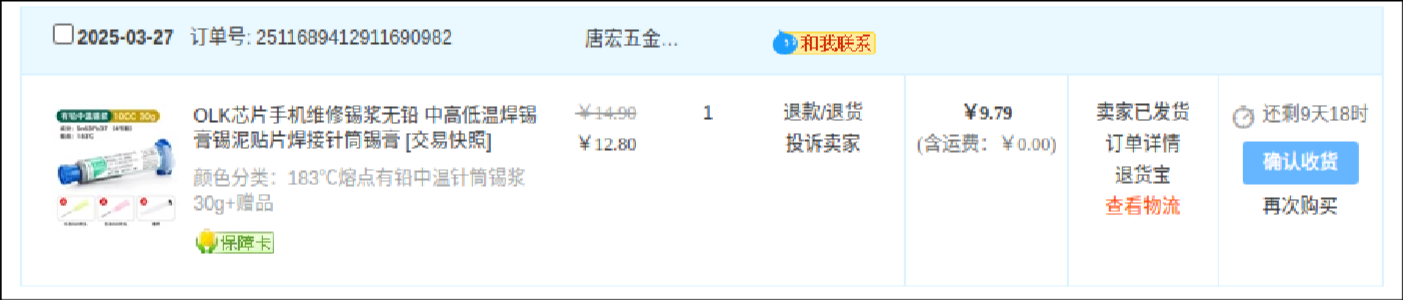 2025-03-27 订单号: 2511689412911690982 唐宏五金... 和我联系
有铅中温锡浆 10CC 30g
OLK芯片手机维修锡浆无铅 中高低温焊锡
膏锡泥贴片焊接针筒锡膏 [交易快照]
颜色分类：183℃熔点有铅中温针筒锡浆
30g+赠品
保障卡
￥14.90
￥12.80
1
退款/退货
投诉卖家
￥9.79
(含运费：￥0.00)
卖家已发货
订单详情
退货宝
查看物流
还剩9天18时
确认收货
再次购买